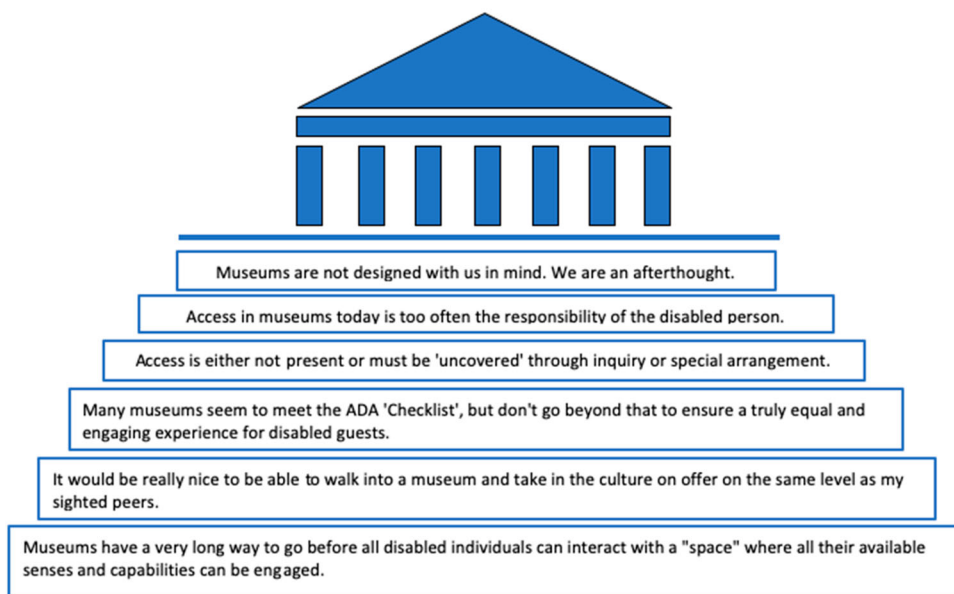 Museums are not designed with us in mind. We are an afterthought.
Access in museums today is too often the responsibility of the disabled person.
Access is either not present or must be 'uncovered' through inquiry or special arrangement.
Many museums seem to meet the ADA 'Checklist', but don't go beyond that to ensure a truly equal and
engaging experience for disabled guests.
It would be really nice to be able to walk into a museum and take in the culture on offer on the same level as my
sighted peers.
Museums have a very long way to go before all disabled individuals can interact with a "space" where all their available
senses and capabilities can be engaged.